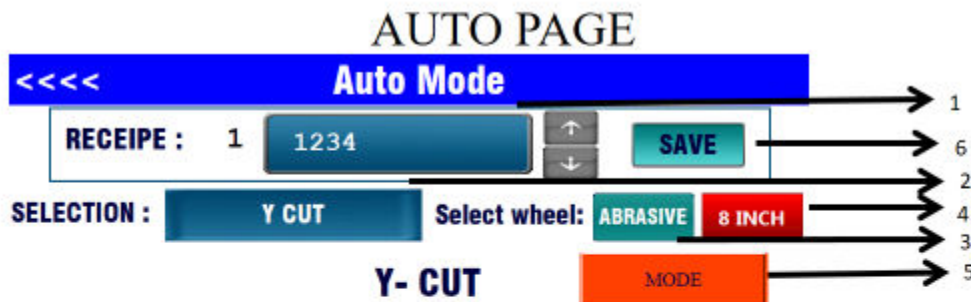 AUTO PAGE
<<<< Auto Mode
1
RECEIPE : 1 1234 SAVE
6
2
SELECTION : Y CUT Select wheel: ABRASIVE 8 INCH
4
3
Y- CUT MODE
5